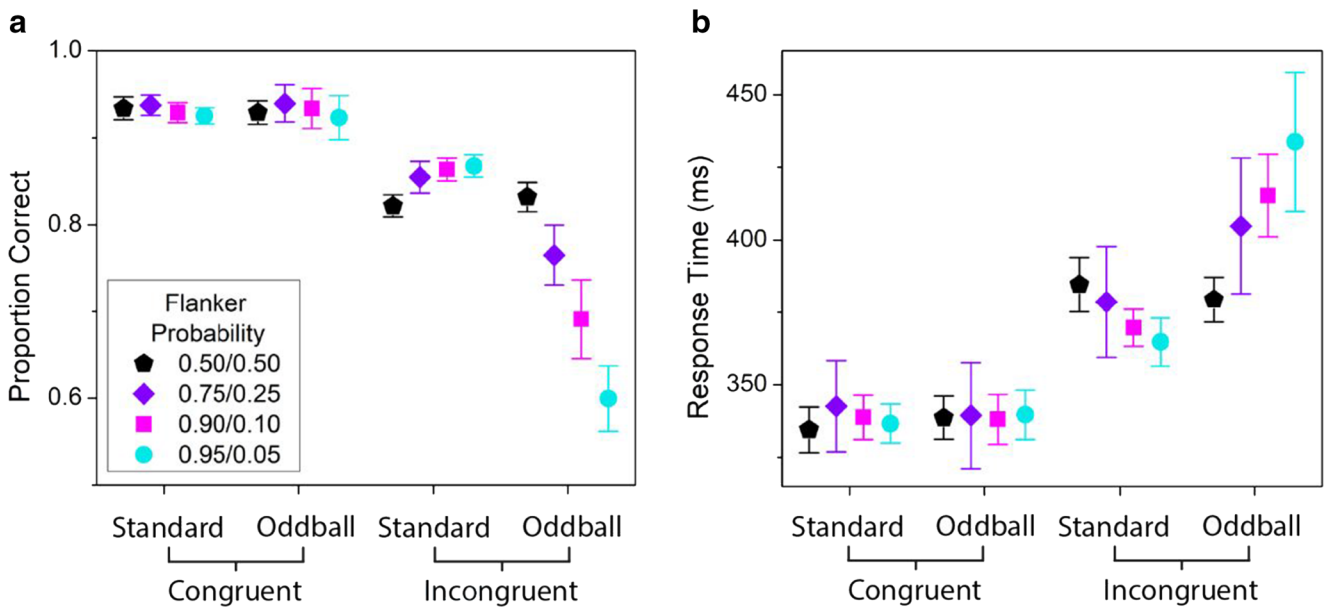 a
1.0
0.8
0.6
Proportion Correct
Flanker
Probability
0.50/0.50
0.75/0.25
0.90/0.10
0.95/0.05
Standard Oddball Standard Oddball
Congruent Incongruent
b
450
400
350
Response Time (ms)
Standard Oddball Standard Oddball
Congruent Incongruent